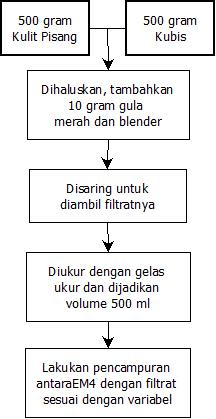 500 gram
Kulit Pisang
500 gram
Kubis
Dihaluskan, tambahkan
10 gram gula
merah dan blender
Disaring untuk
diambil filtratnya
Diukur dengan gelas
ukur dan dijadikan
volume 500 ml
Lakukan pencampuran
antaraEM4 dengan filtrat
sesuai dengan variabel